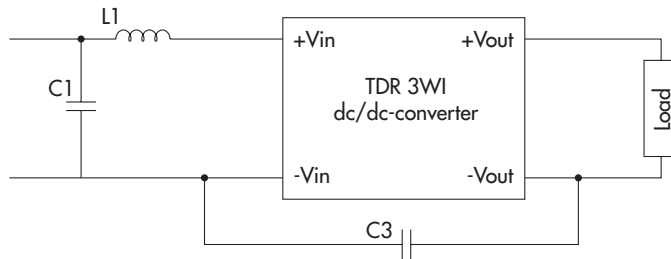 L1
+Vin
+Vout
C1
TDR 3WI
dc/dc-converter
Load
-Vin
-Vout
C3